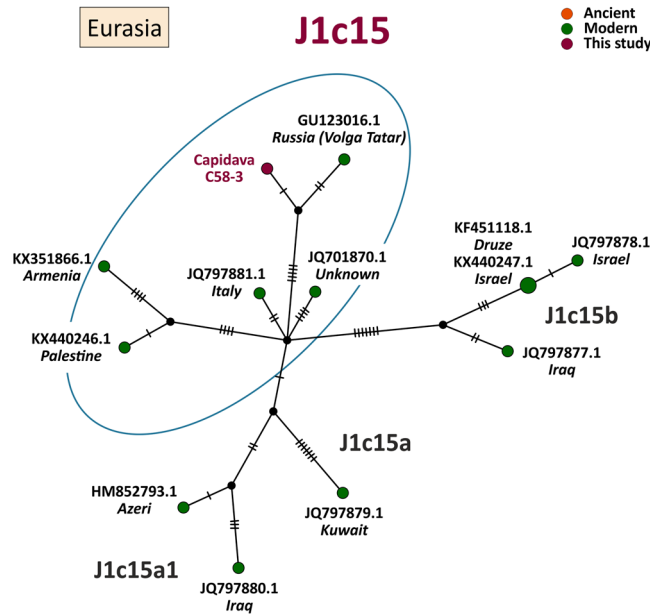 Eurasia
J1c15
Ancient
Modern
This study
GU123016.1
Russia (Volga Tatar)
Capidava
C58-3
KX351866.1
Armenia
JQ797881.1
Italy
JQ701870.1
Unknown
KF451118.1
Druze
KX440247.1
Israel
JQ797878.1
Israel
J1c15b
KX440246.1
Palestine
JQ797877.1
Iraq
J1c15a
HM852793.1
Azeri
JQ797879.1
Kuwait
J1c15a1
JQ797880.1
Iraq